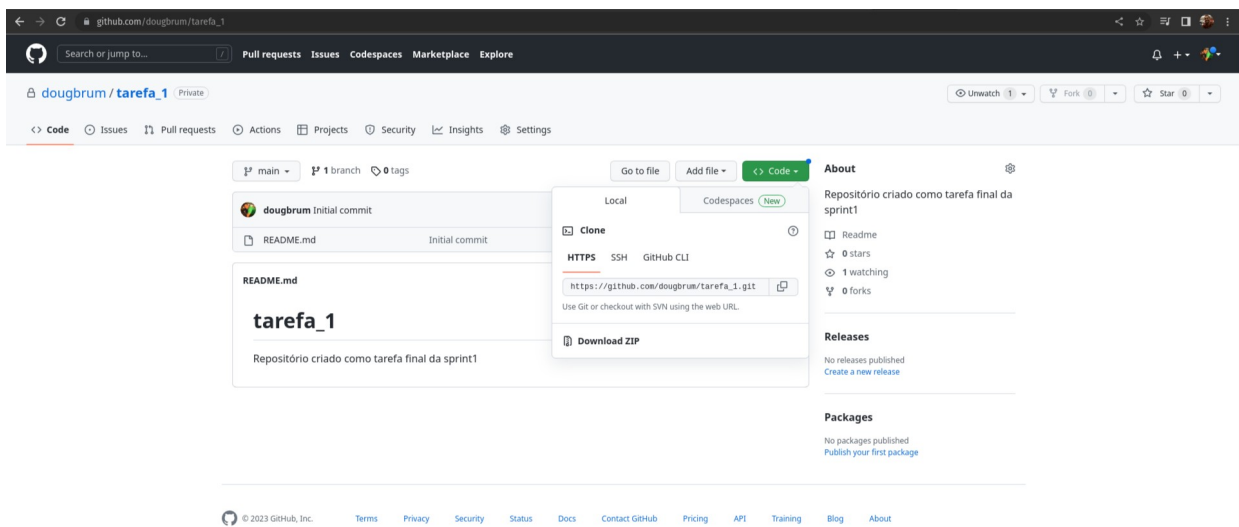 github.com/dougbrum/tarefa_1
Search or jump to... / Pull requests Issues Codespaces Marketplace Explore
dougbrum / tarefa_1 Private
Unwatch 1 Fork 0 Star 0
Code Issues Pull requests Actions Projects Security Insights Settings
main 1 branch 0 tags Go to file Add file Code
dougbrum Initial commit
README.md Initial commit
README.md
tarefa_1
Repositório criado como tarefa final da sprint1
Local Codespaces New
Clone
HTTPS SSH GitHub CLI
https://github.com/dougbrum/tarefa_1.git
Use Git or checkout with SVN using the web URL.
Download ZIP
About
Repositório criado como tarefa final da
sprint1
Readme
0 stars
1 watching
0 forks
Releases
No releases published
Create a new release
Packages
No packages published
Publish your first package
© 2023 GitHub, Inc. Terms Privacy Security Status Docs Contact GitHub Pricing API Training Blog About